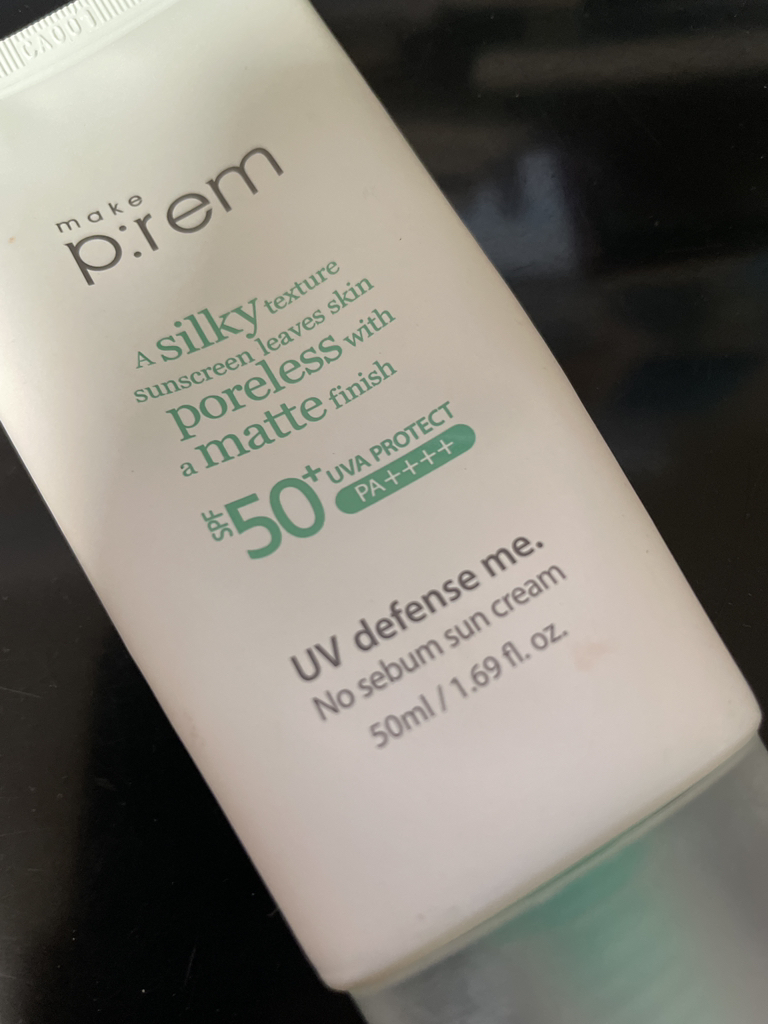 make
p:rem
A silky texture
sunscreen leaves skin
poreless with
a matte finish
SPF 50+ UVA PROTECT
PA++++
UV defense me.
No sebum sun cream
50ml / 1.69 fl. oz.